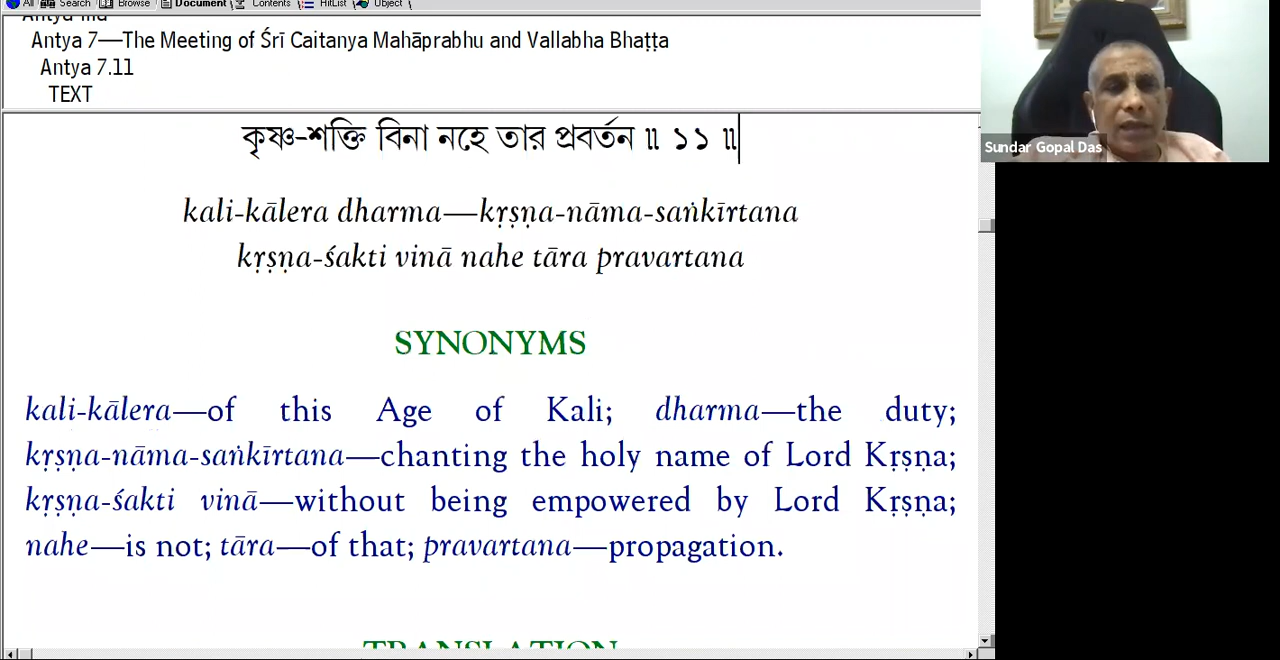 All Search Browse Document Contents HitList Object
Antya 7—The Meeting of Śrī Caitanya Mahāprabhu and Vallabha Bhaṭṭa
Antya 7.11
TEXT
Sundar Gopal Das
কৃষ্ণ-শক্তি বিনা নহে তার প্রবর্তন ॥ ১১ ॥
kali-kālera dharma—kṛṣṇa-nāma-saṅkīrtana
kṛṣṇa-śakti vinā nahe tāra pravartana
SYNONYMS
kali-kālera—of this Age of Kali; dharma—the duty;
kṛṣṇa-nāma-saṅkīrtana—chanting the holy name of Lord Kṛṣṇa;
kṛṣṇa-śakti vinā—without being empowered by Lord Kṛṣṇa;
nahe—is not; tāra—of that; pravartana—propagation.
TRANSLATION